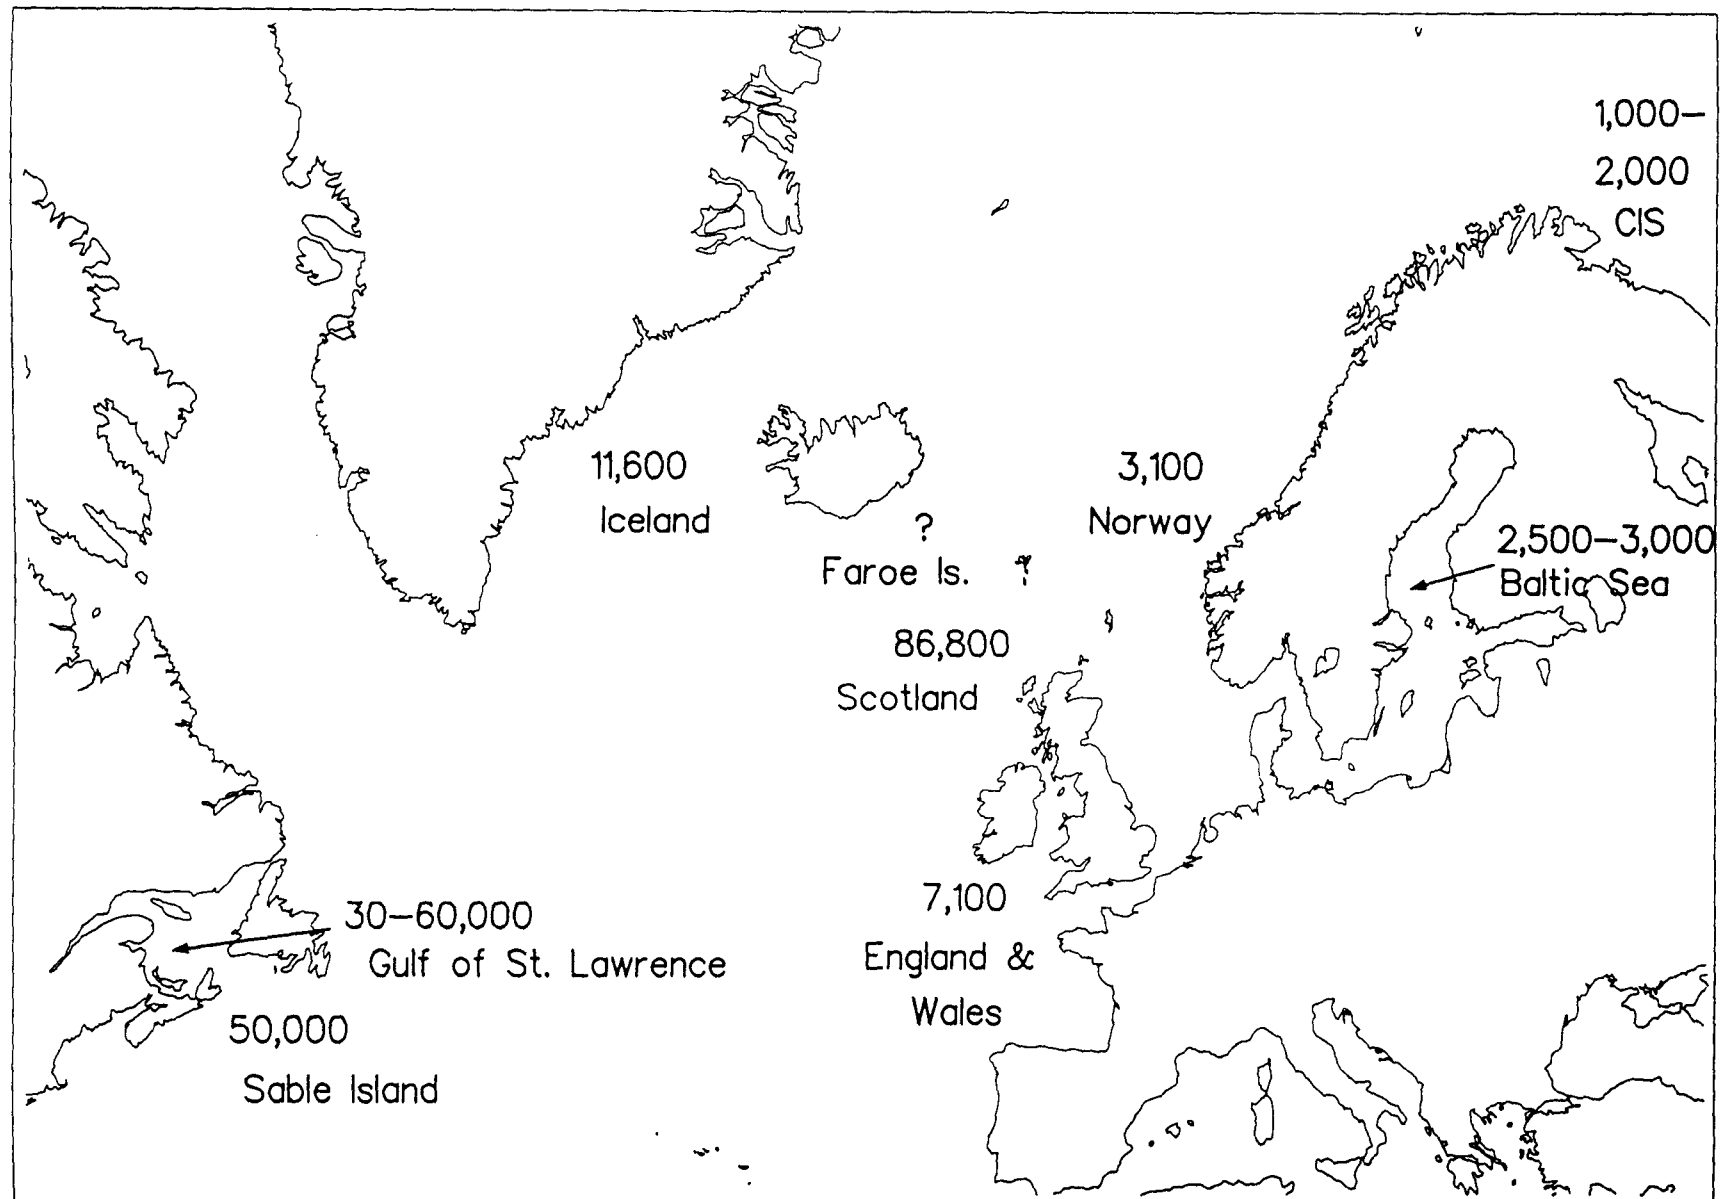 1,000–
2,000
CIS
11,600
Iceland
3,100
Norway
?
Faroe Is.
2,500–3,000
Baltic Sea
86,800
Scotland
7,100
England &
Wales
30–60,000
Gulf of St. Lawrence
50,000
Sable Island